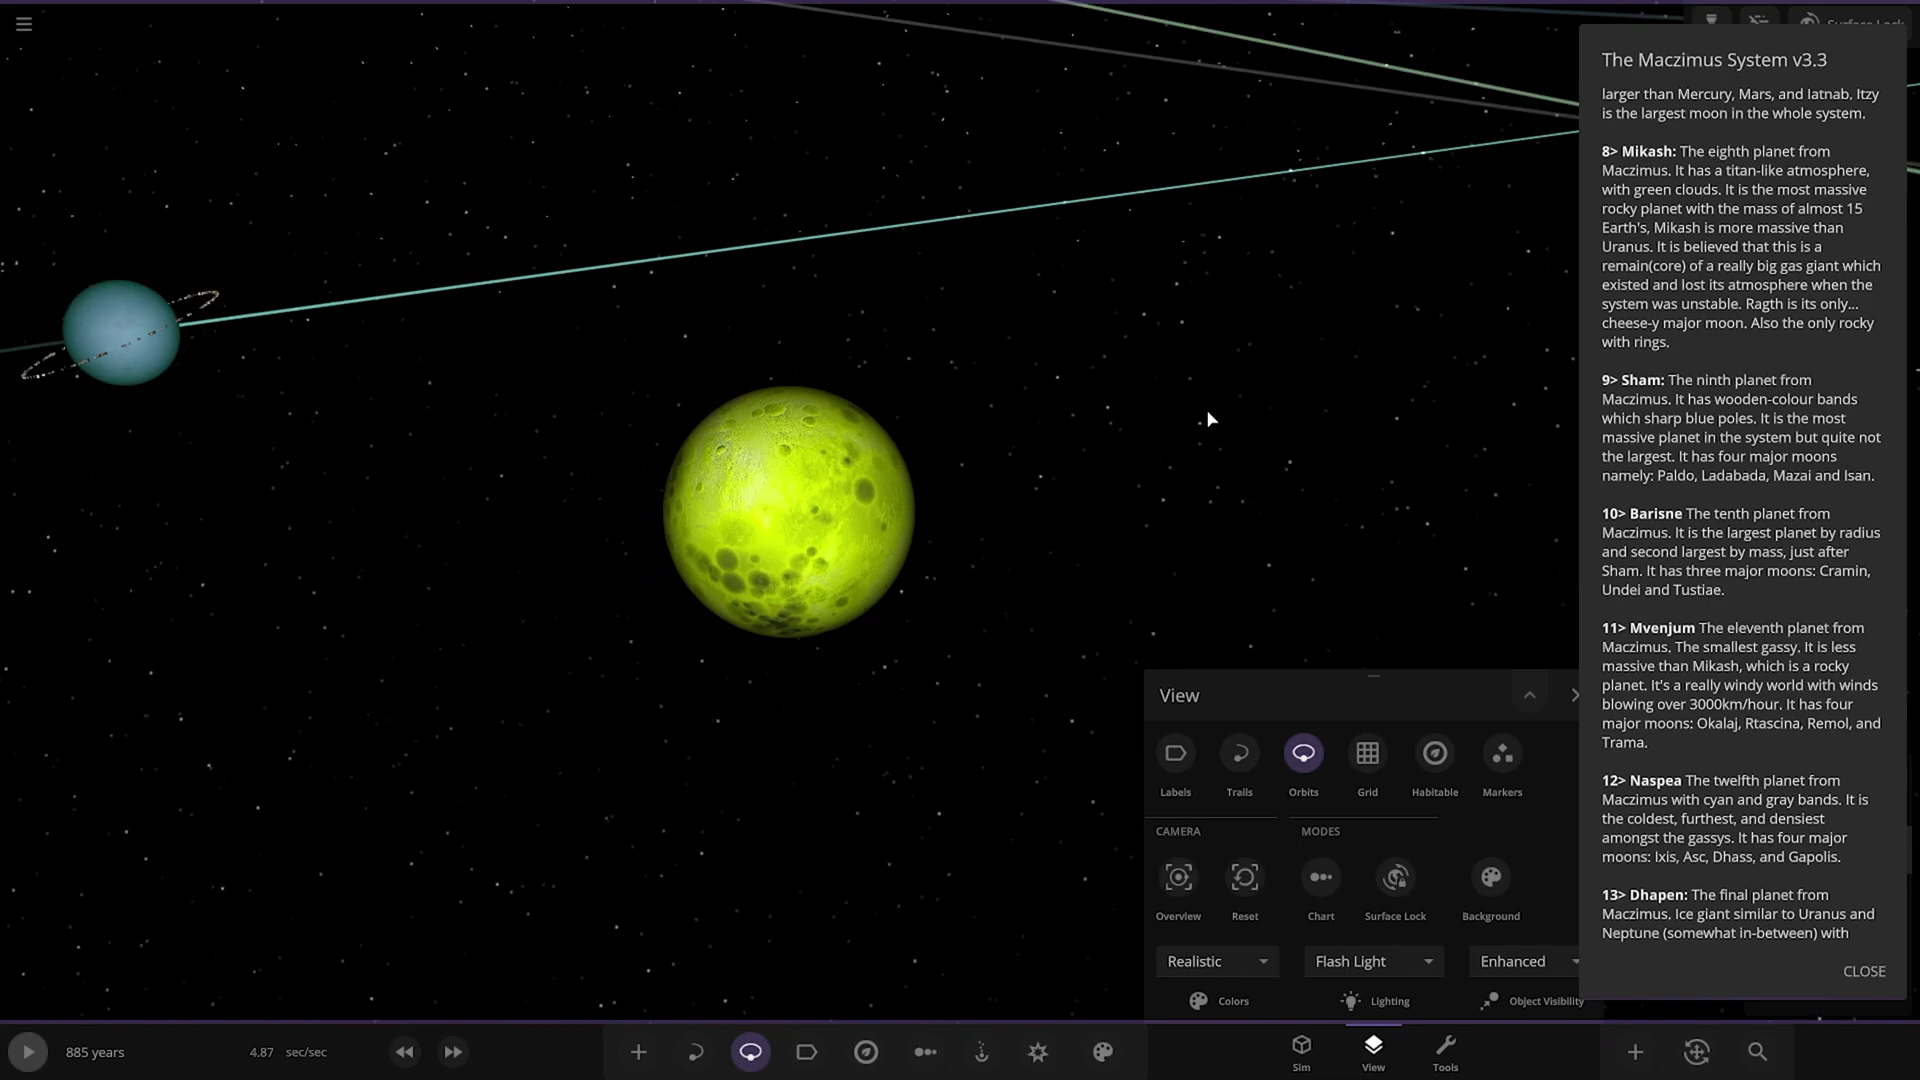 Surface Lock
The Maczimus System v3.3
larger than Mercury, Mars, and Iatnab. Itzy
is the largest moon in the whole system.
8> Mikash: The eighth planet from
Maczimus. It has a titan-like atmosphere,
with green clouds. It is the most massive
rocky planet with the mass of almost 15
Earth's, Mikash is more massive than
Uranus. It is believed that this is a
remain(core) of a really big gas giant which
existed and lost its atmosphere when the
system was unstable. Ragth is its only...
cheese-y major moon. Also the only rocky
with rings.
9> Sham: The ninth planet from
Maczimus. It has wooden-colour bands
which sharp blue poles. It is the most
massive planet in the system but quite not
the largest. It has four major moons
namely: Paldo, Ladabada, Mazai and Isan.
10> Barisne The tenth planet from
Maczimus. It is the largest planet by radius
and second largest by mass, just after
Sham. It has three major moons: Cramin,
Undei and Tustiae.
11> Mvenjum The eleventh planet from
Maczimus. The smallest gassy. It is less
massive than Mikash, which is a rocky
planet. It's a really windy world with winds
blowing over 3000km/hour. It has four
major moons: Okalaj, Rtascina, Remol, and
Trama.
12> Naspea The twelfth planet from
Maczimus with cyan and gray bands. It is
the coldest, furthest, and densiest
amongst the gassys. It has four major
moons: Ixis, Asc, Dhass, and Gapolis.
13> Dhapen: The final planet from
Maczimus. Ice giant similar to Uranus and
Neptune (somewhat in-between) with
CLOSE
View
Labels Trails Orbits Grid Habitable Markers
CAMERA MODES
Overview Reset Chart Surface Lock Background
Realistic Flash Light Enhanced
Colors Lighting Object Visibility
885 years 4.87 sec/sec
Sim View Tools